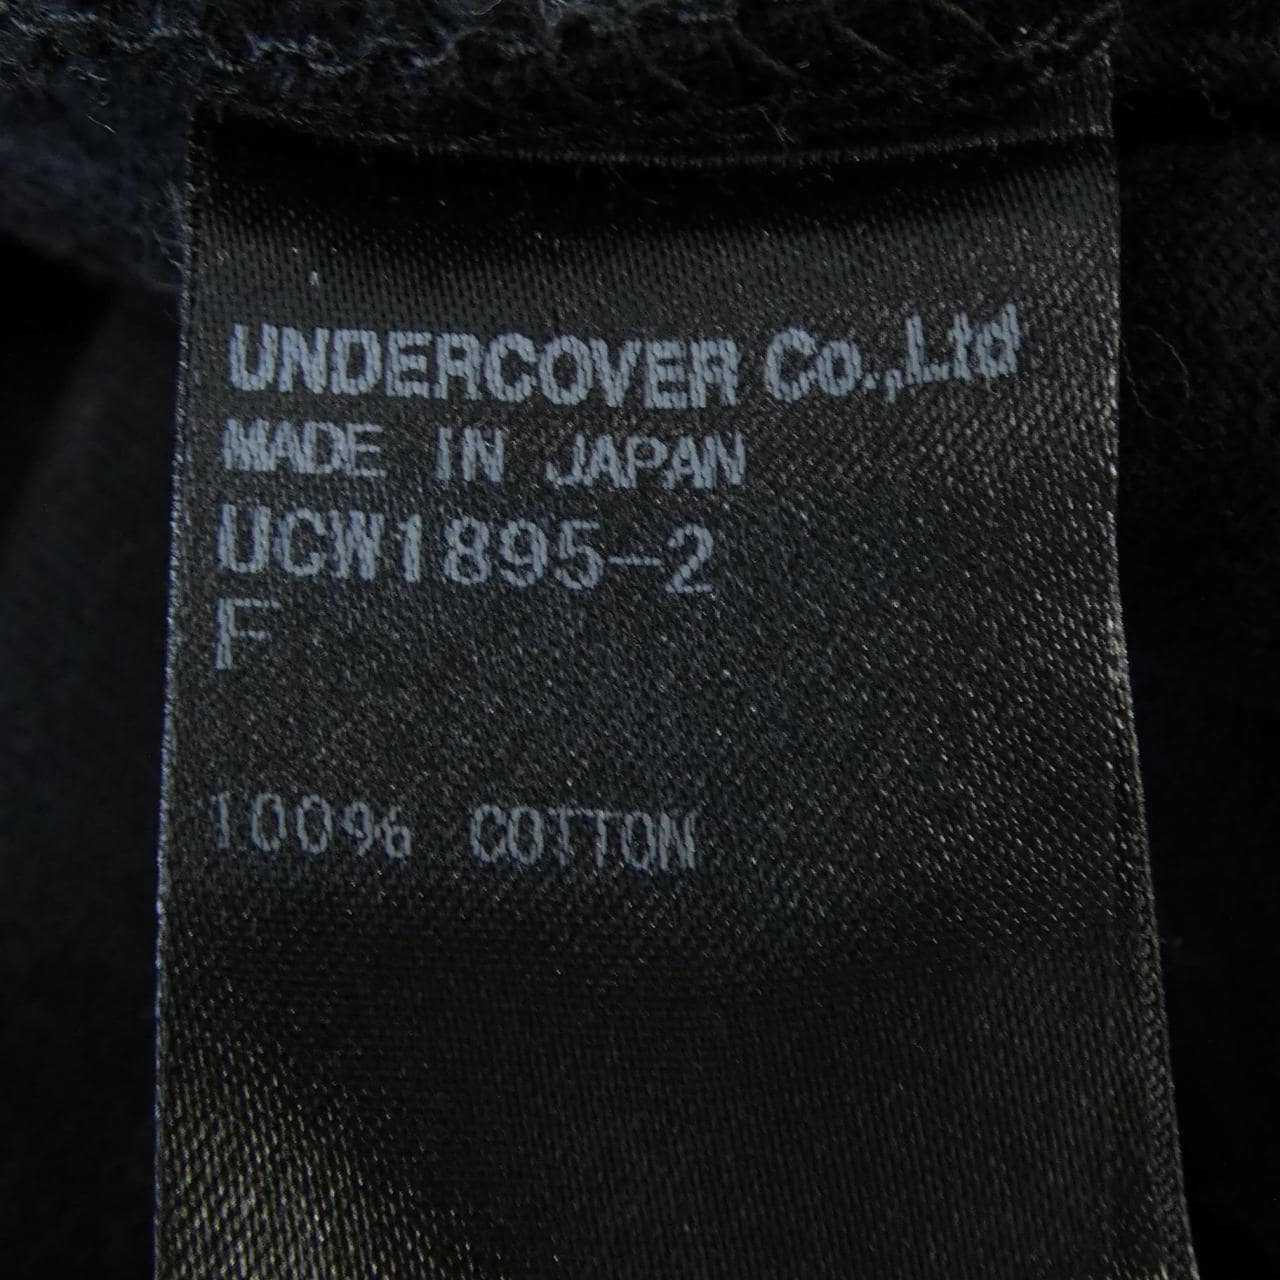 UNDERCOVER Co.,Ltd
MADE IN JAPAN
UCW1895-2
F
100% COTTON